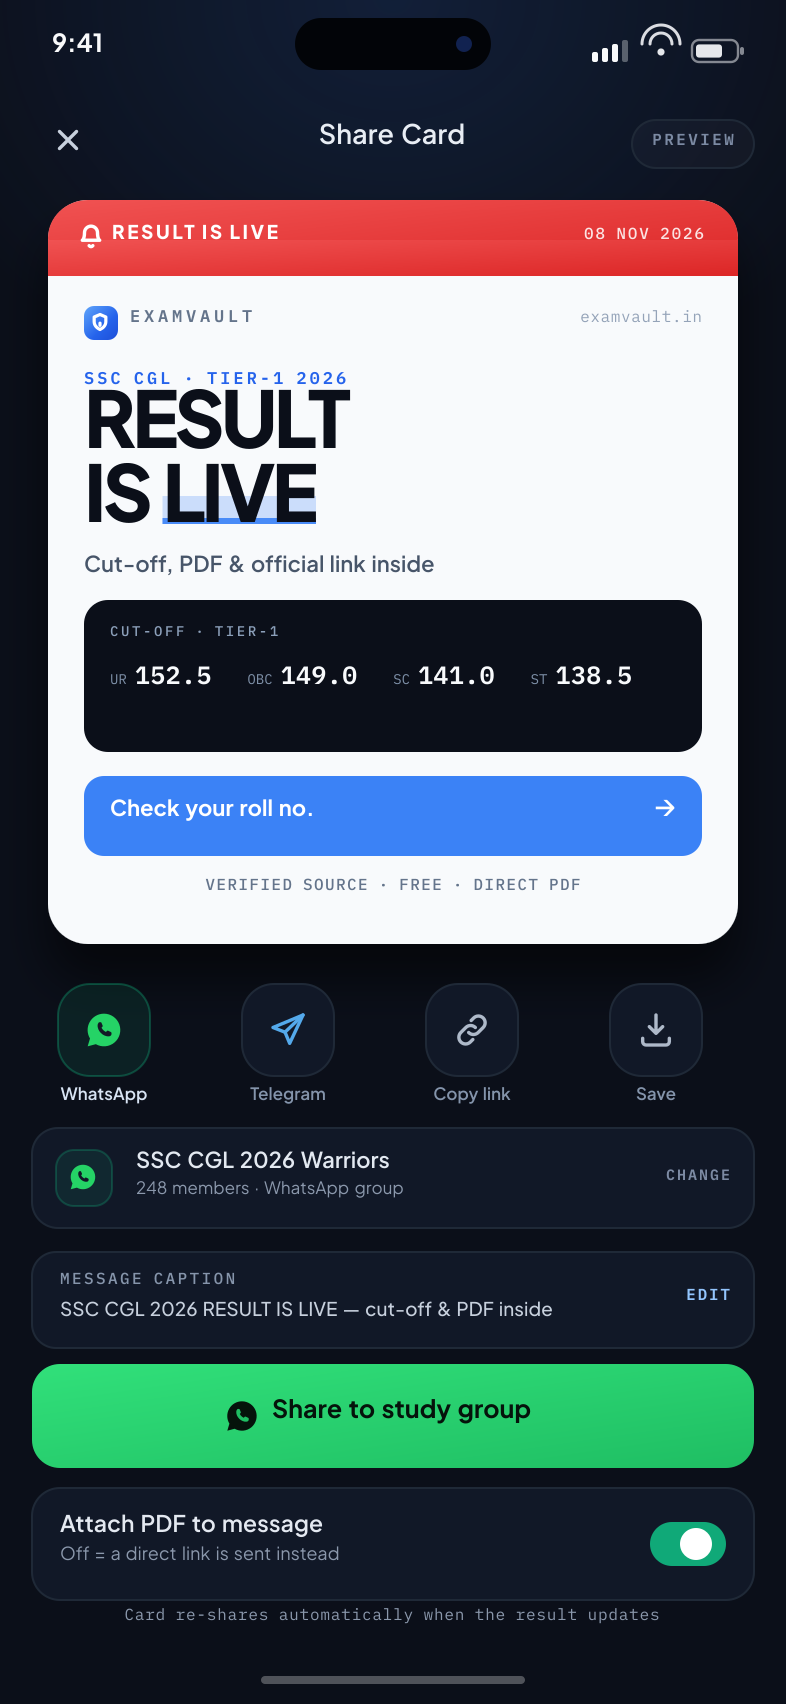 9:41
Share Card
PREVIEW
RESULT IS LIVE
08 NOV 2026
EXAMVAULT
examvault.in
SSC CGL · TIER-1 2026
RESULT
IS LIVE
Cut-off, PDF & official link inside
CUT-OFF · TIER-1
UR 152.5 OBC 149.0 SC 141.0 ST 138.5
Check your roll no. →
VERIFIED SOURCE · FREE · DIRECT PDF
WhatsApp Telegram Copy link Save
SSC CGL 2026 Warriors
248 members · WhatsApp group
CHANGE
MESSAGE CAPTION
SSC CGL 2026 RESULT IS LIVE — cut-off & PDF inside
EDIT
Share to study group
Attach PDF to message
Off = a direct link is sent instead
Card re-shares automatically when the result updates